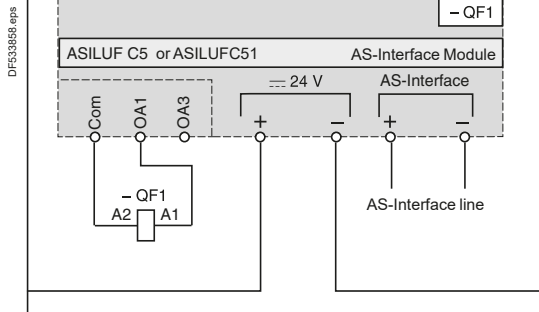 DF533858.eps
– QF1
ASILUF C5 or ASILUFC51 AS-Interface Module
24 V AS-Interface
Com OA1 OA3 + – + –
– QF1
A2 A1
AS-Interface line